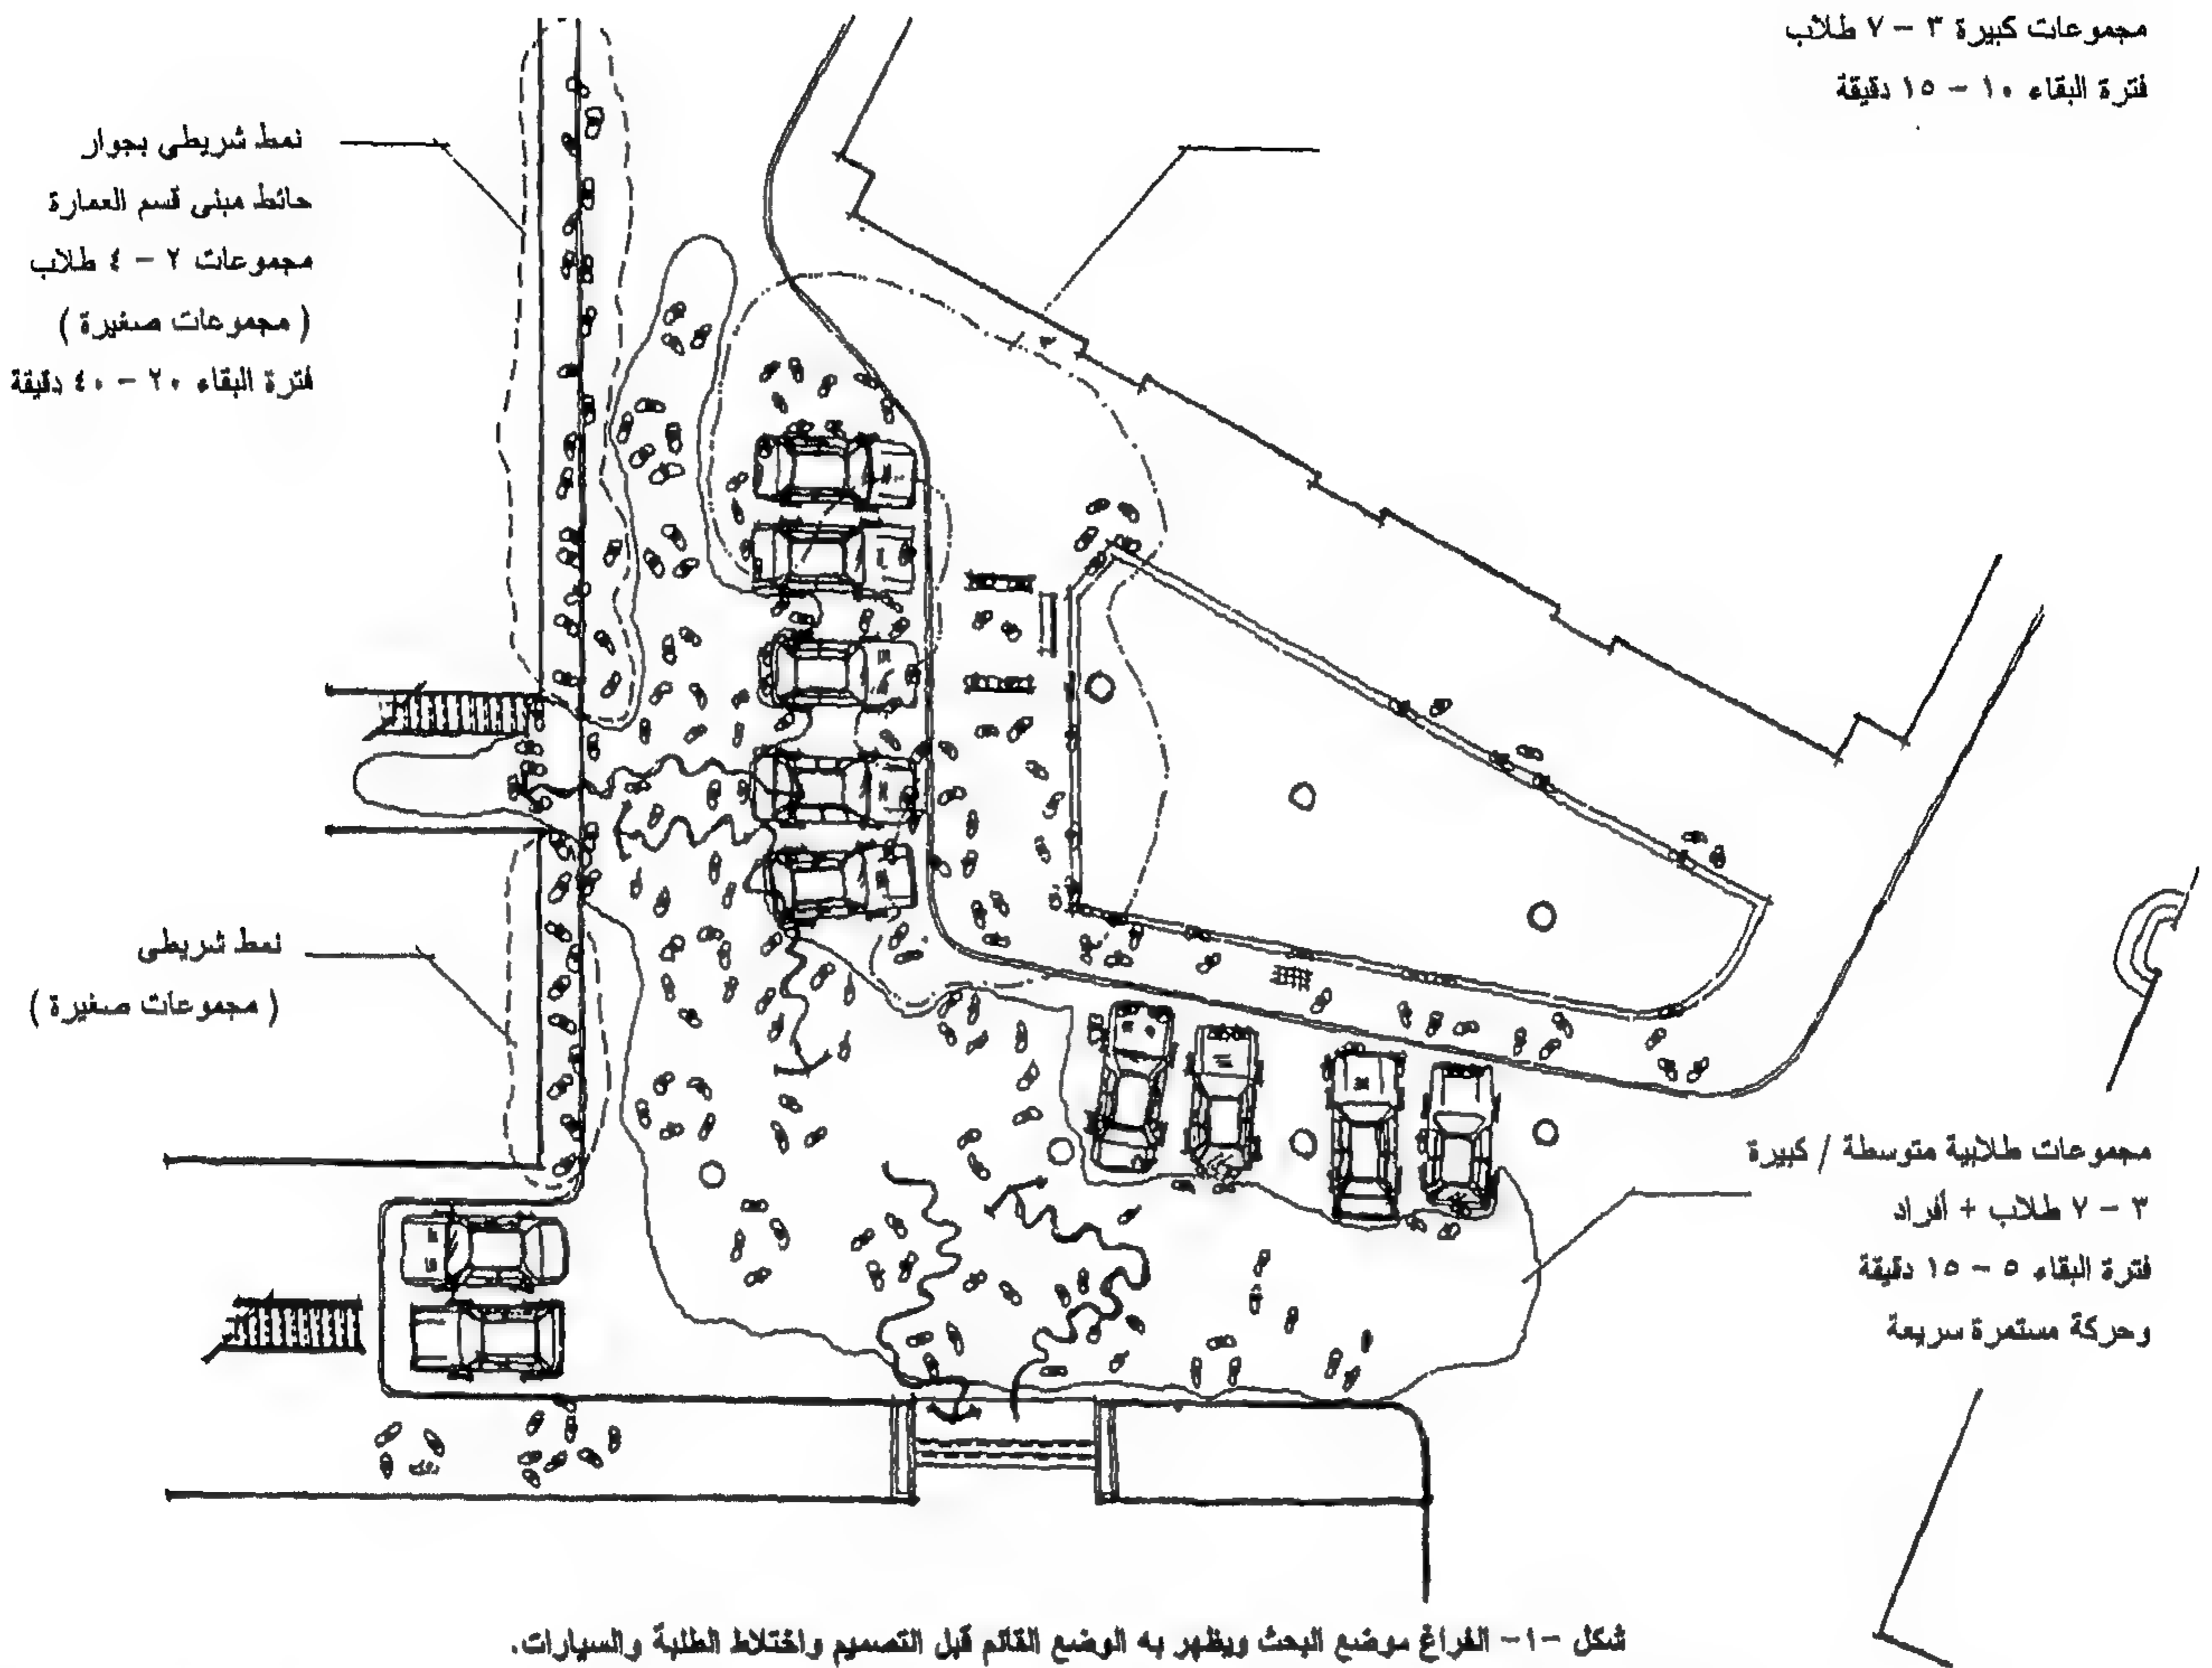 مجموعات كبيرة ٣ - ٧ طلاب
فترة البقاء ١٠ - ١٥ دقيقة
نمط شريطى بجوار
حائط مبنى قسم العمارة
مجموعات ٢ - ٤ طلاب
( مجموعات صغيرة )
فترة البقاء ٢٠ - ٤٠ دقيقة
نمط شريطى
( مجموعات صغيرة )
مجموعات طلابية متوسطة / كبيرة
٣ - ٧ طلاب + أفراد
فترة البقاء ٥ - ١٥ دقيقة
وحركة مستمرة سريعة
شكل -١- الفراغ موضع البحث ويظهر به الوضع القائم قبل التصميم واختلاط الطلبة والسيارات.